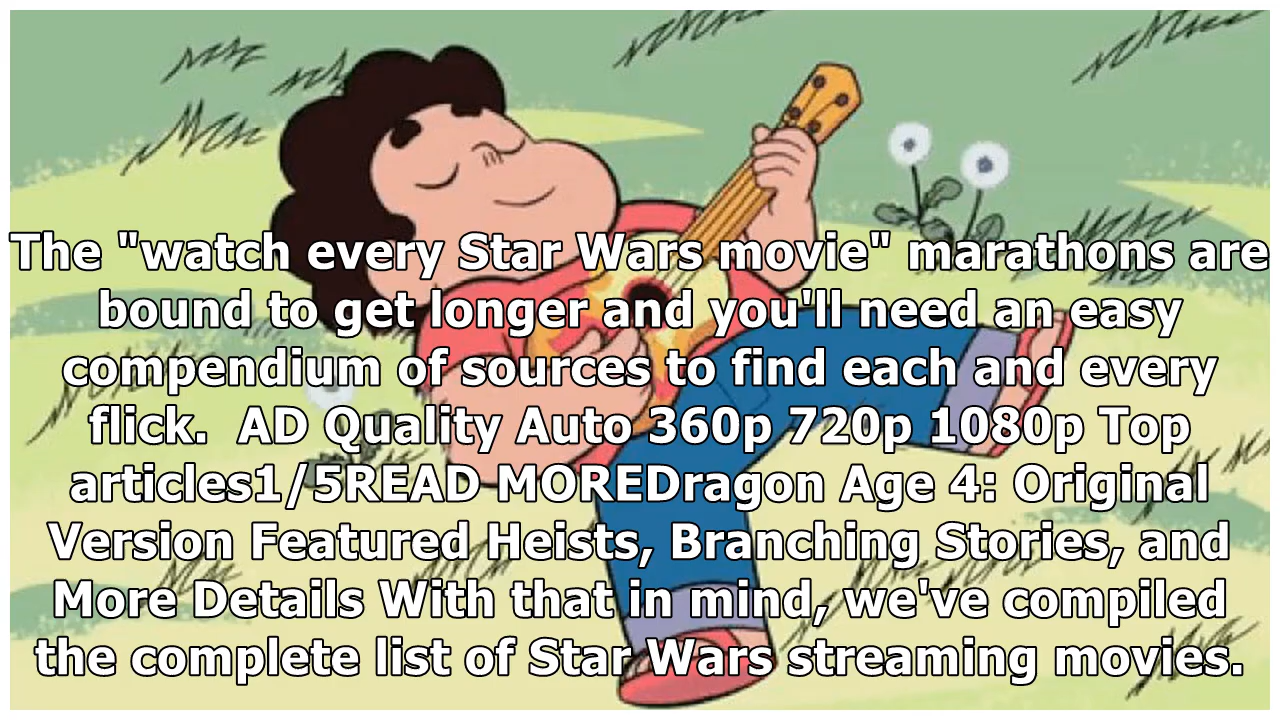 The "watch every Star Wars movie" marathons are
bound to get longer and you'll need an easy
compendium of sources to find each and every
flick.  AD Quality Auto 360p 720p 1080p Top
articles1/5READ MOREDragon Age 4: Original
Version Featured Heists, Branching Stories, and
More Details With that in mind, we've compiled
the complete list of Star Wars streaming movies.